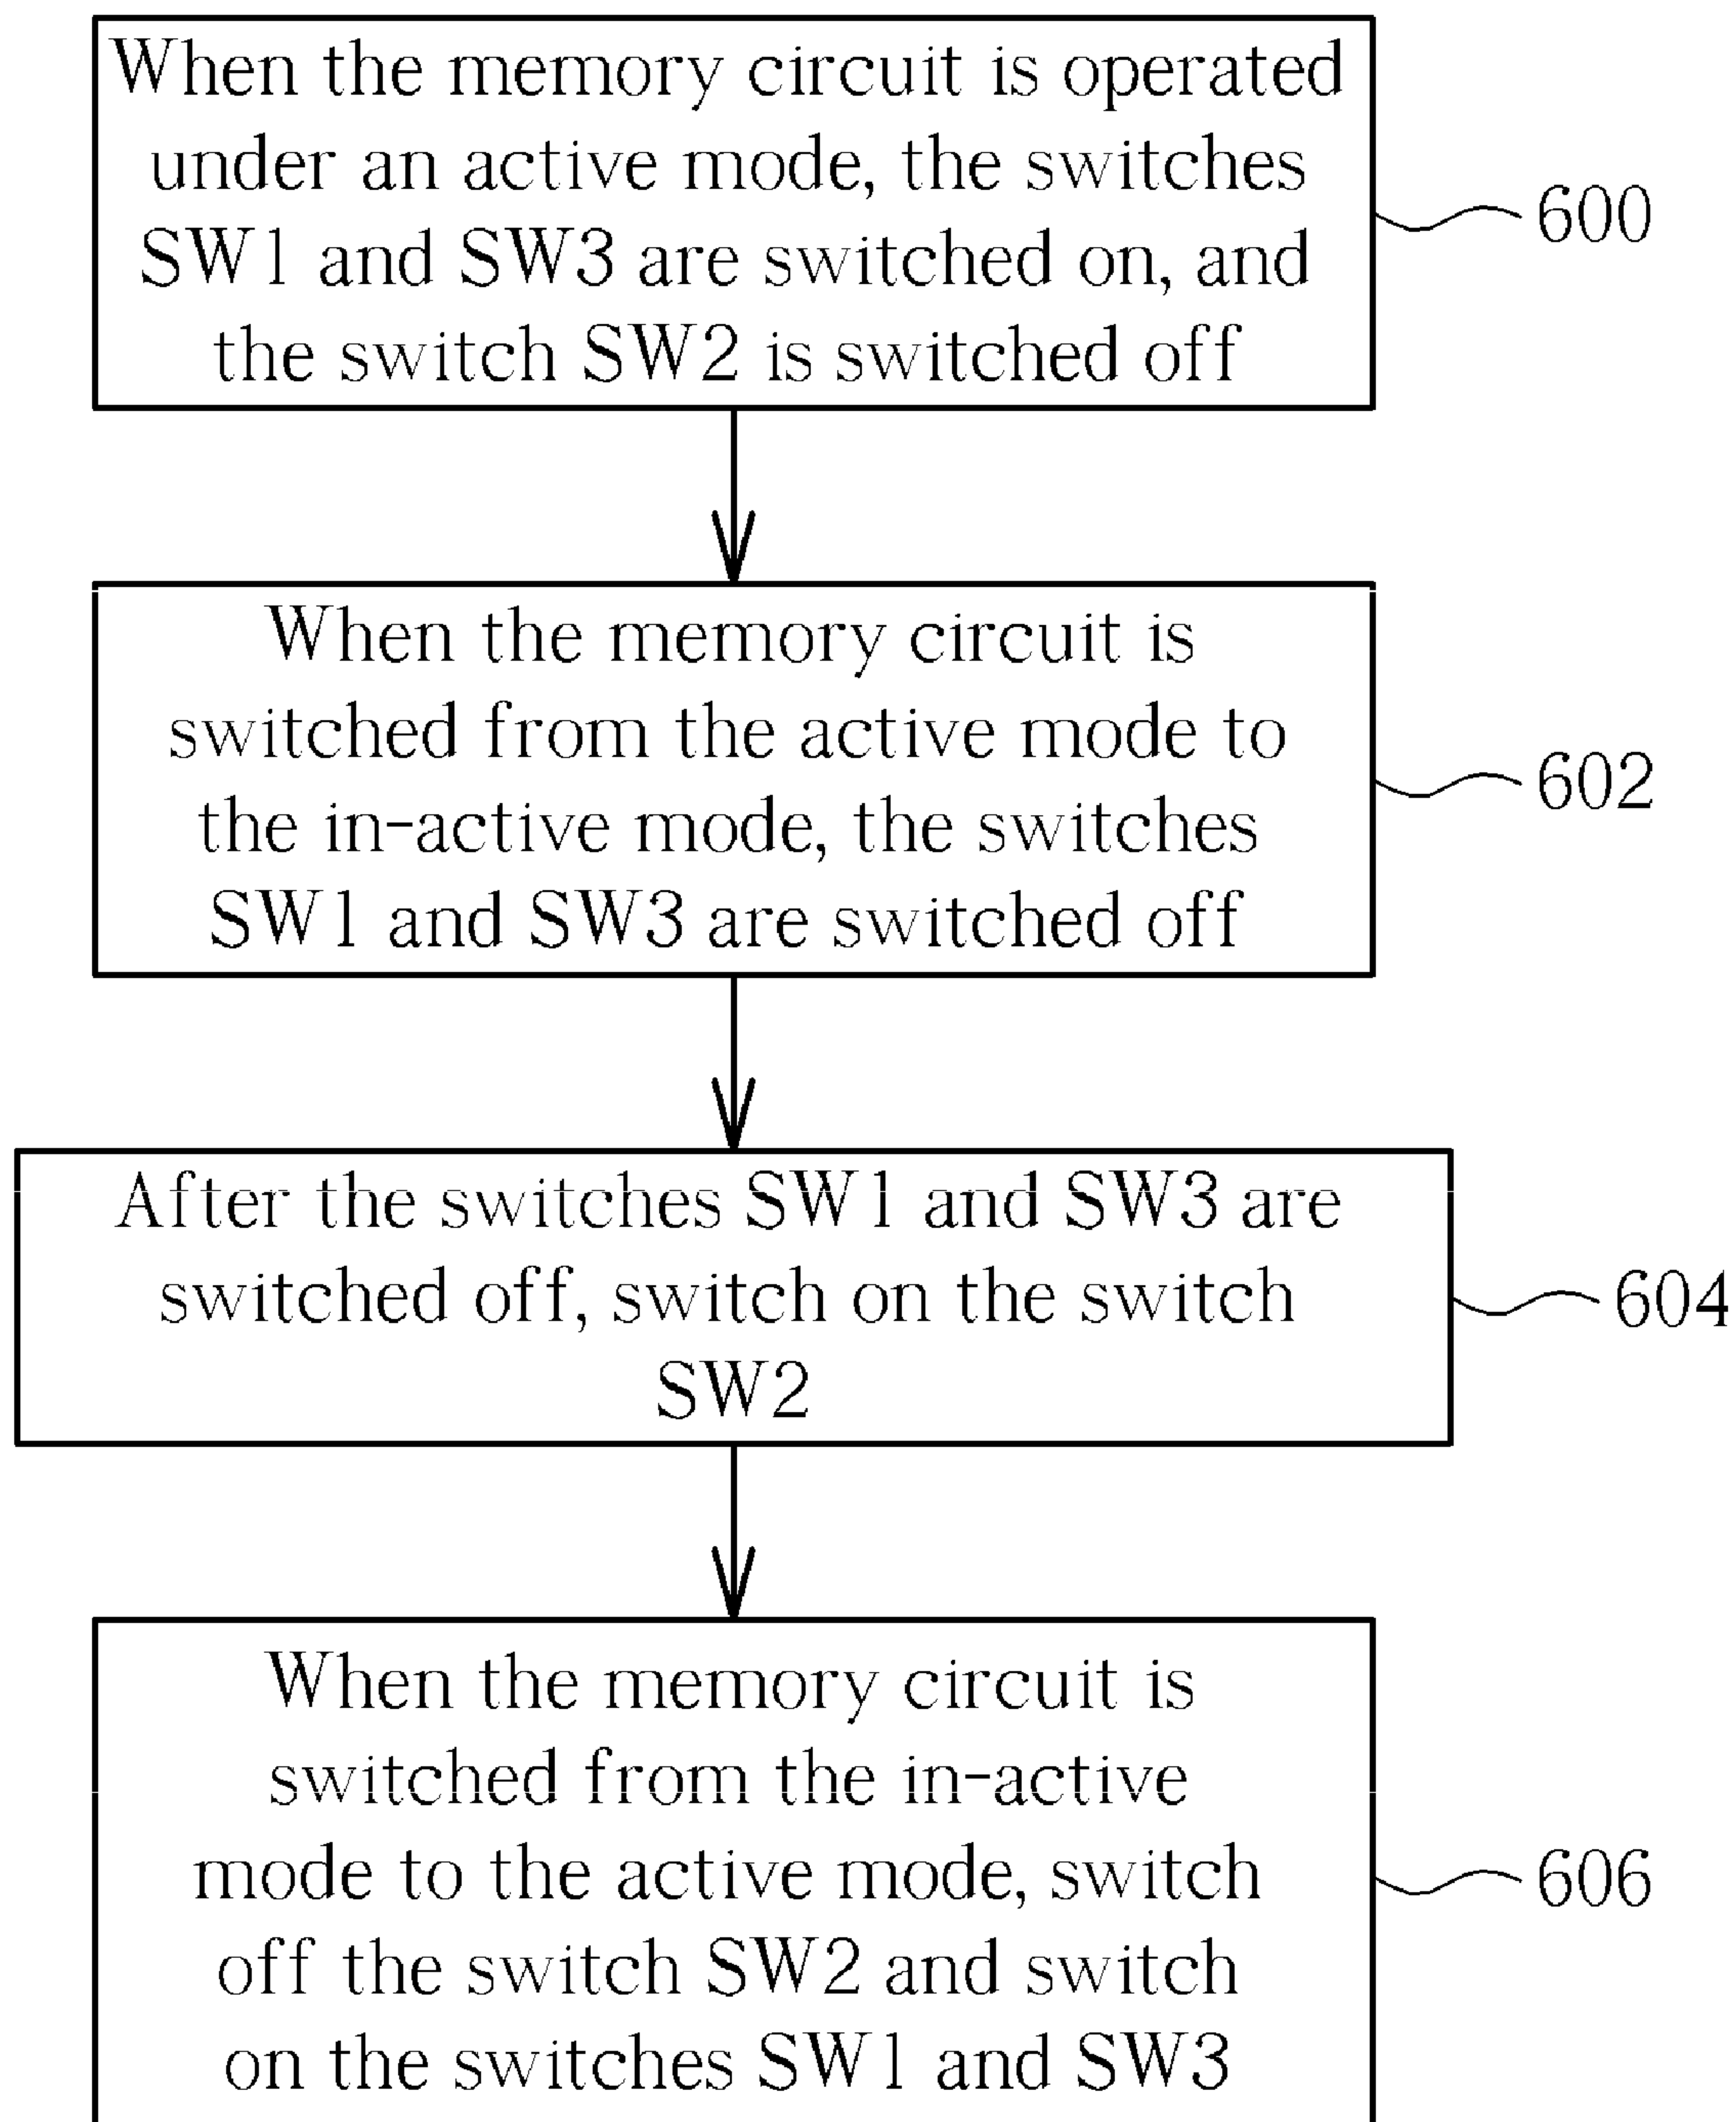 When the memory circuit is operated
under an active mode, the switches
SW1 and SW3 are switched on, and
the switch SW2 is switched off
600
When the memory circuit is
switched from the active mode to
the in-active mode, the switches
SW1 and SW3 are switched off
602
After the switches SW1 and SW3 are
switched off, switch on the switch
SW2
604
When the memory circuit is
switched from the in-active
mode to the active mode, switch
off the switch SW2 and switch
on the switches SW1 and SW3
606